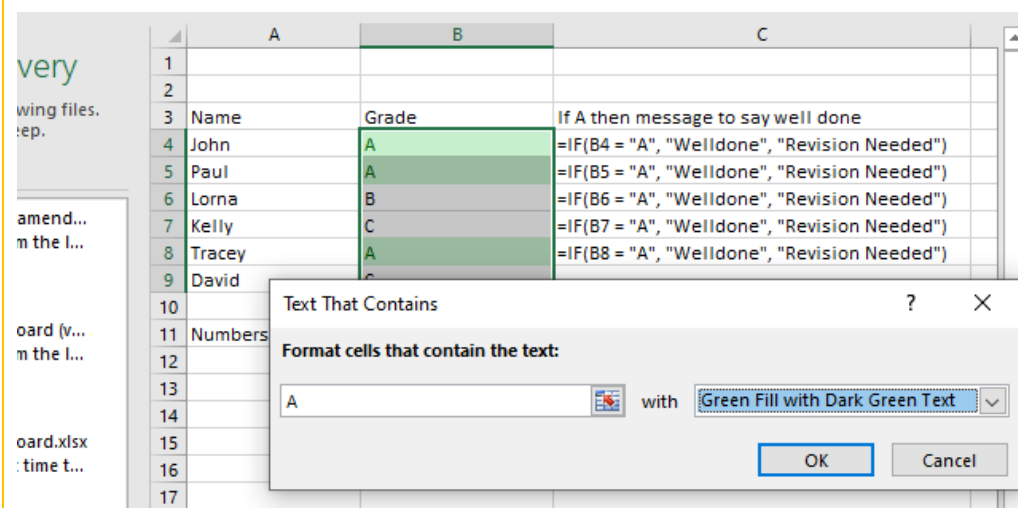 A B C
very
wing files.
eep.
1
2
3 Name Grade If A then message to say well done
4 John A =IF(B4 = "A", "Welldone", "Revision Needed")
5 Paul A =IF(B5 = "A", "Welldone", "Revision Needed")
6 Lorna B =IF(B6 = "A", "Welldone", "Revision Needed")
7 Kelly C =IF(B7 = "A", "Welldone", "Revision Needed")
8 Tracey A =IF(B8 = "A", "Welldone", "Revision Needed")
9 David
10
11 Numbers
12
13
14
15
16
17
amend...
m the l...
oard (v...
m the l...
oard.xlsx
time t...
Text That Contains ? X
Format cells that contain the text:
A with Green Fill with Dark Green Text
OK Cancel